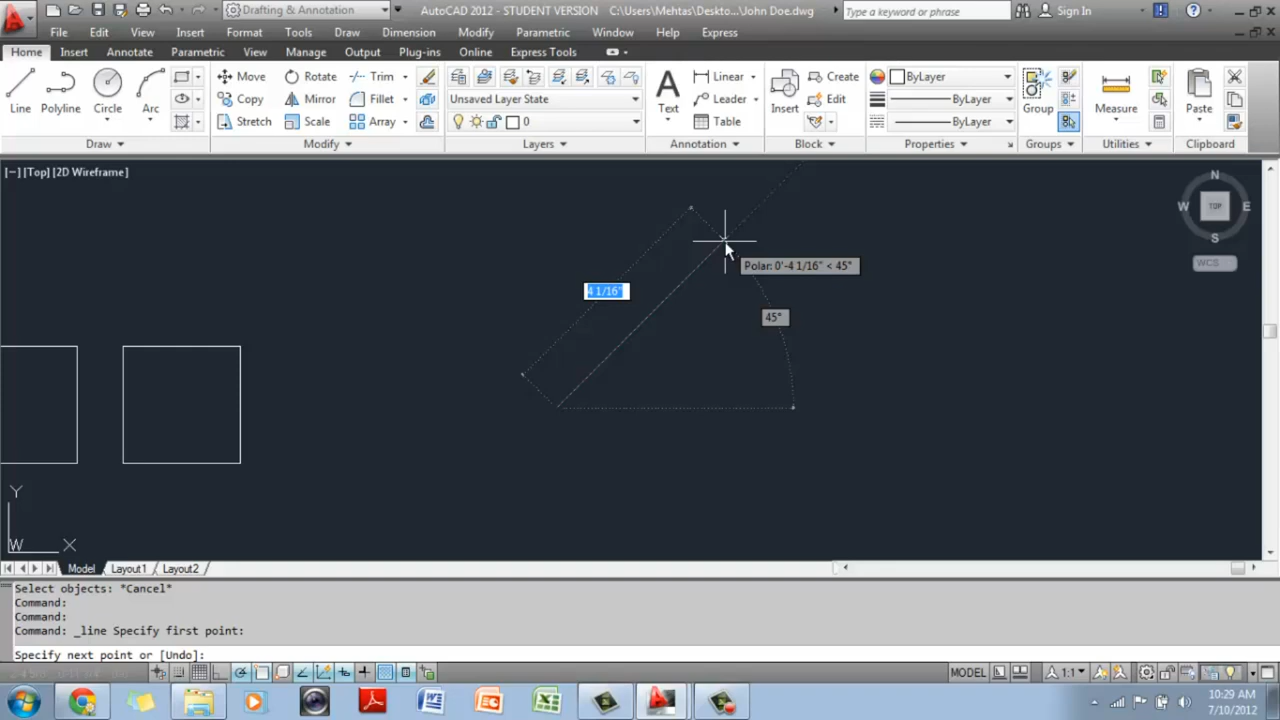 Drafting & Annotation
AutoCAD 2012 - STUDENT VERSION C:\Users\Mehtas\Deskto...\John Doe.dwg
Type a keyword or phrase
Sign In
File Edit View Insert Format Tools Draw Dimension Modify Parametric Window Help Express
Home Insert Annotate Parametric View Manage Output Plug-ins Online Express Tools
Move Rotate Trim Linear Create ByLayer
Line Polyline Circle Arc Copy Mirror Fillet Unsaved Layer State Text Leader Insert Edit ByLayer Group Measure Paste
Stretch Scale Array 0 Table ByLayer
Draw Modify Layers Annotation Block Properties Groups Utilities Clipboard
[−][Top][2D Wireframe]
N
W TOP E
S
WCS
Polar: 0'-4 1/16" < 45°
4 1/16"
45°
Y
W X
Model Layout1 Layout2
Select objects: *Cancel*
Command:
Command:
Command: _line Specify first point:
Specify next point or [Undo]:
MODEL 1:1
10:29 AM
7/10/2012